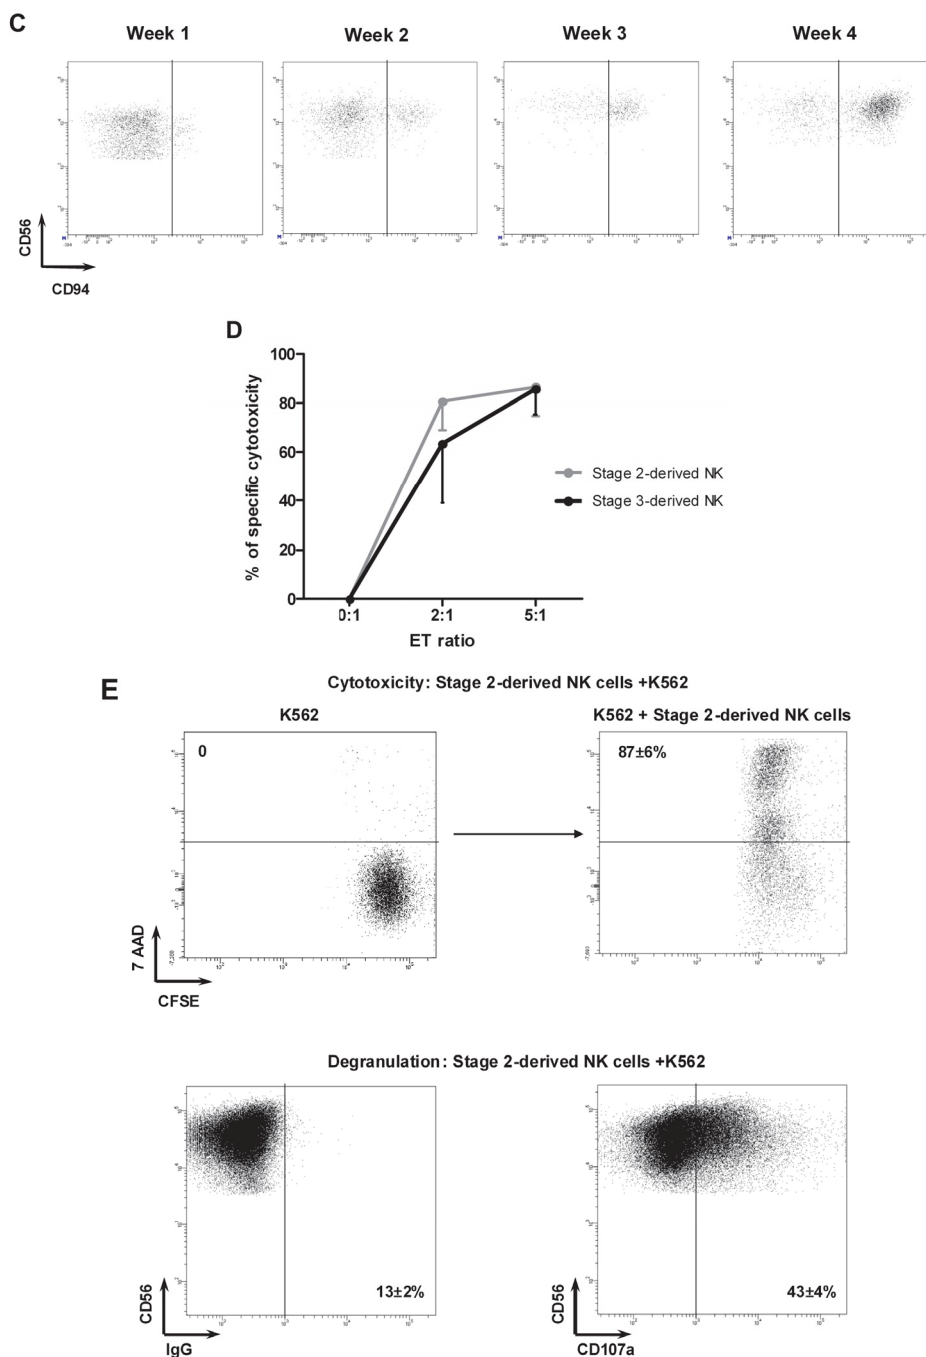 C
Week 1
Week 2
Week 3
Week 4
CD56
CD94
D
% of specific cytotoxicity
100
80
60
40
20
0
0:1
2:1
5:1
ET ratio
Stage 2-derived NK
Stage 3-derived NK
E
Cytotoxicity: Stage 2-derived NK cells +K562
K562
K562 + Stage 2-derived NK cells
0
87±6%
7 AAD
CFSE
Degranulation: Stage 2-derived NK cells +K562
13±2%
43±4%
CD56
IgG
CD56
CD107a